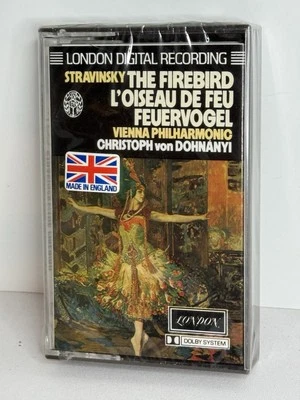 LONDON DIGITAL RECORDING
STRAVINSKY THE FIREBIRD
L'OISEAU DE FEU
FEUERVOGEL
VIENNA PHILHARMONIC
CHRISTOPH von DOHNÁNYI
MADE IN ENGLAND
LONDON
DOLBY SYSTEM